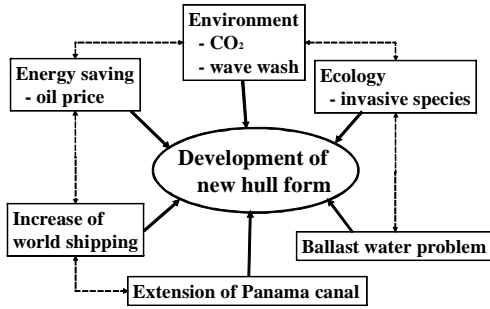 Environment
- CO₂
- wave wash
Energy saving
- oil price
Ecology
- invasive species
Development of
new hull form
Increase of
world shipping
Ballast water problem
Extension of Panama canal